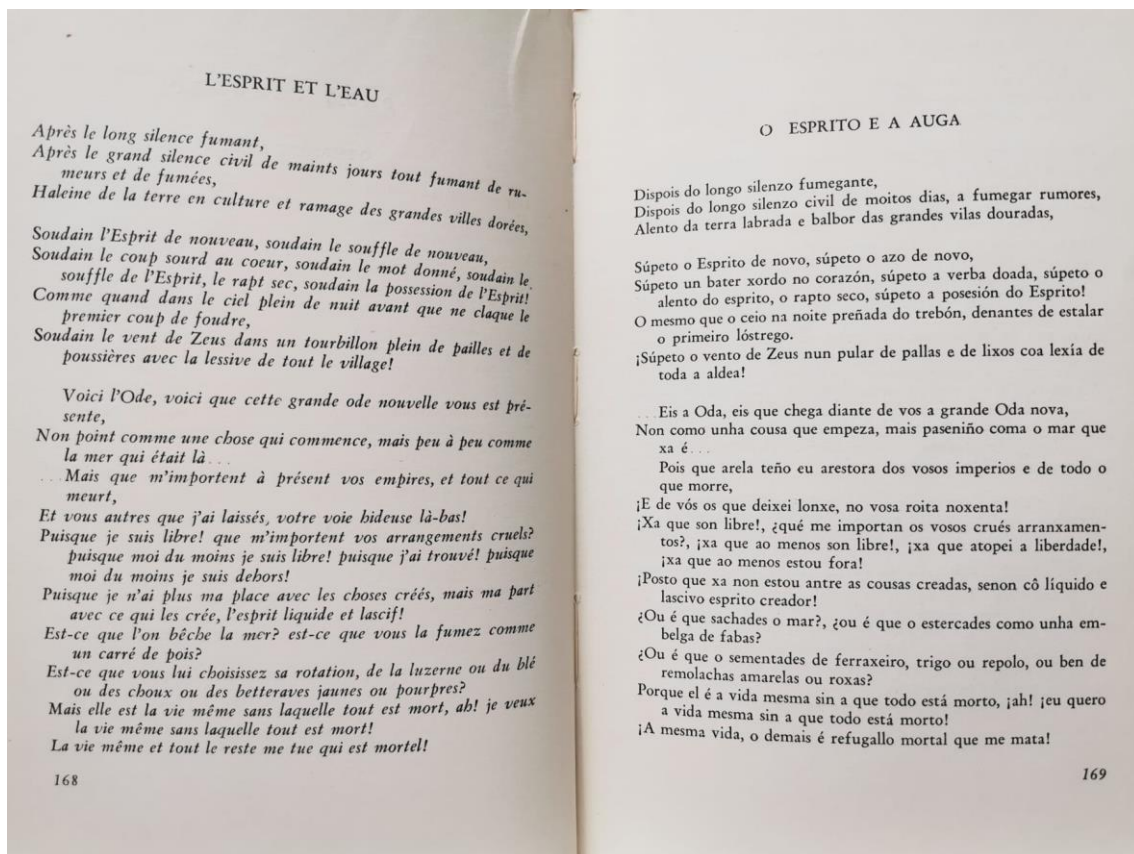 L'ESPRIT ET L'EAU
Après le long silence fumant,
Après le grand silence civil de maints jours tout fumant de ru-
meurs et de fumées,
Haleine de la terre en culture et ramage des grandes villes dorées,
Soudain l'Esprit de nouveau, soudain le souffle de nouveau,
Soudain le coup sourd au coeur, soudain le mot donné, soudain le
souffle de l'Esprit, le rapt sec, soudain la possession de l'Esprit!
Comme quand dans le ciel plein de nuit avant que ne claque le
premier coup de foudre,
Soudain le vent de Zeus dans un tourbillon plein de pailles et de
poussières avec la lessive de tout le village!
Voici l'Ode, voici que cette grande ode nouvelle vous est pré-
sente,
Non point comme une chose qui commence, mais peu à peu comme
la mer qui était là...
...Mais que m'importent à présent vos empires, et tout ce qui
meurt,
Et vous autres que j'ai laissés, votre voie hideuse là-bas!
Puisque je suis libre! que m'importent vos arrangements cruels?
puisque moi du moins je suis libre! puisque j'ai trouvé! puisque
moi du moins je suis dehors!
Puisque je n'ai plus ma place avec les choses créés, mais ma part
avec ce qui les crée, l'esprit liquide et lascif!
Est-ce que l'on bêche la mer? est-ce que vous la fumez comme
un carré de pois?
Est-ce que vous lui choisissez sa rotation, de la luzerne ou du blé
ou des choux ou des betteraves jaunes ou pourpres?
Mais elle est la vie même sans laquelle tout est mort, ah! je veux
la vie même sans laquelle tout est mort!
La vie même et tout le reste me tue qui est mortel!
168
O ESPRITO E A AUGA
Dispois do longo silenzo fumegante,
Dispois do longo silenzo civil de moitos dias, a fumegar rumores,
Alento da terra labrada e balbor das grandes vilas douradas,
Súpeto o Esprito de novo, súpeto o azo de novo,
Súpeto un bater xordo no corazón, súpeto a verba doada, súpeto o
alento do esprito, o rapto seco, súpeto a posesión do Esprito!
O mesmo que o ceio na noite preñada do trebón, denantes de estalar
o primeiro lóstrego.
¡Súpeto o vento de Zeus nun pular de pallas e de lixos coa lexía de
toda a aldea!
...Eis a Oda, eis que chega diante de vos a grande Oda nova,
Non como unha cousa que empeza, mais paseniño coma o mar que
xa é...
Pois que arela teño eu arestora dos vosos imperios e de todo o
que morre,
¡E de vós os que deixei lonxe, no vosa roita noxenta!
¡Xa que son libre!, ¿qué me importan os vosos crués arranxamen-
tos?, ¡xa que ao menos son libre!, ¡xa que atopei a liberdade!,
¡xa que ao menos estou fora!
¡Posto que xa non estou antre as cousas creadas, senon cô líquido e
lascivo esprito creador!
¿Ou é que sachades o mar?, ¿ou é que o estercades como unha em-
belga de fabas?
¿Ou é que o sementades de ferraxeiro, trigo ou repolo, ou ben de
remolachas amarelas ou roxas?
Porque el é a vida mesma sin a que todo está morto, ¡ah! ¡eu quero
a vida mesma sin a que todo está morto!
¡A mesma vida, o demais é refugallo mortal que me mata!
169